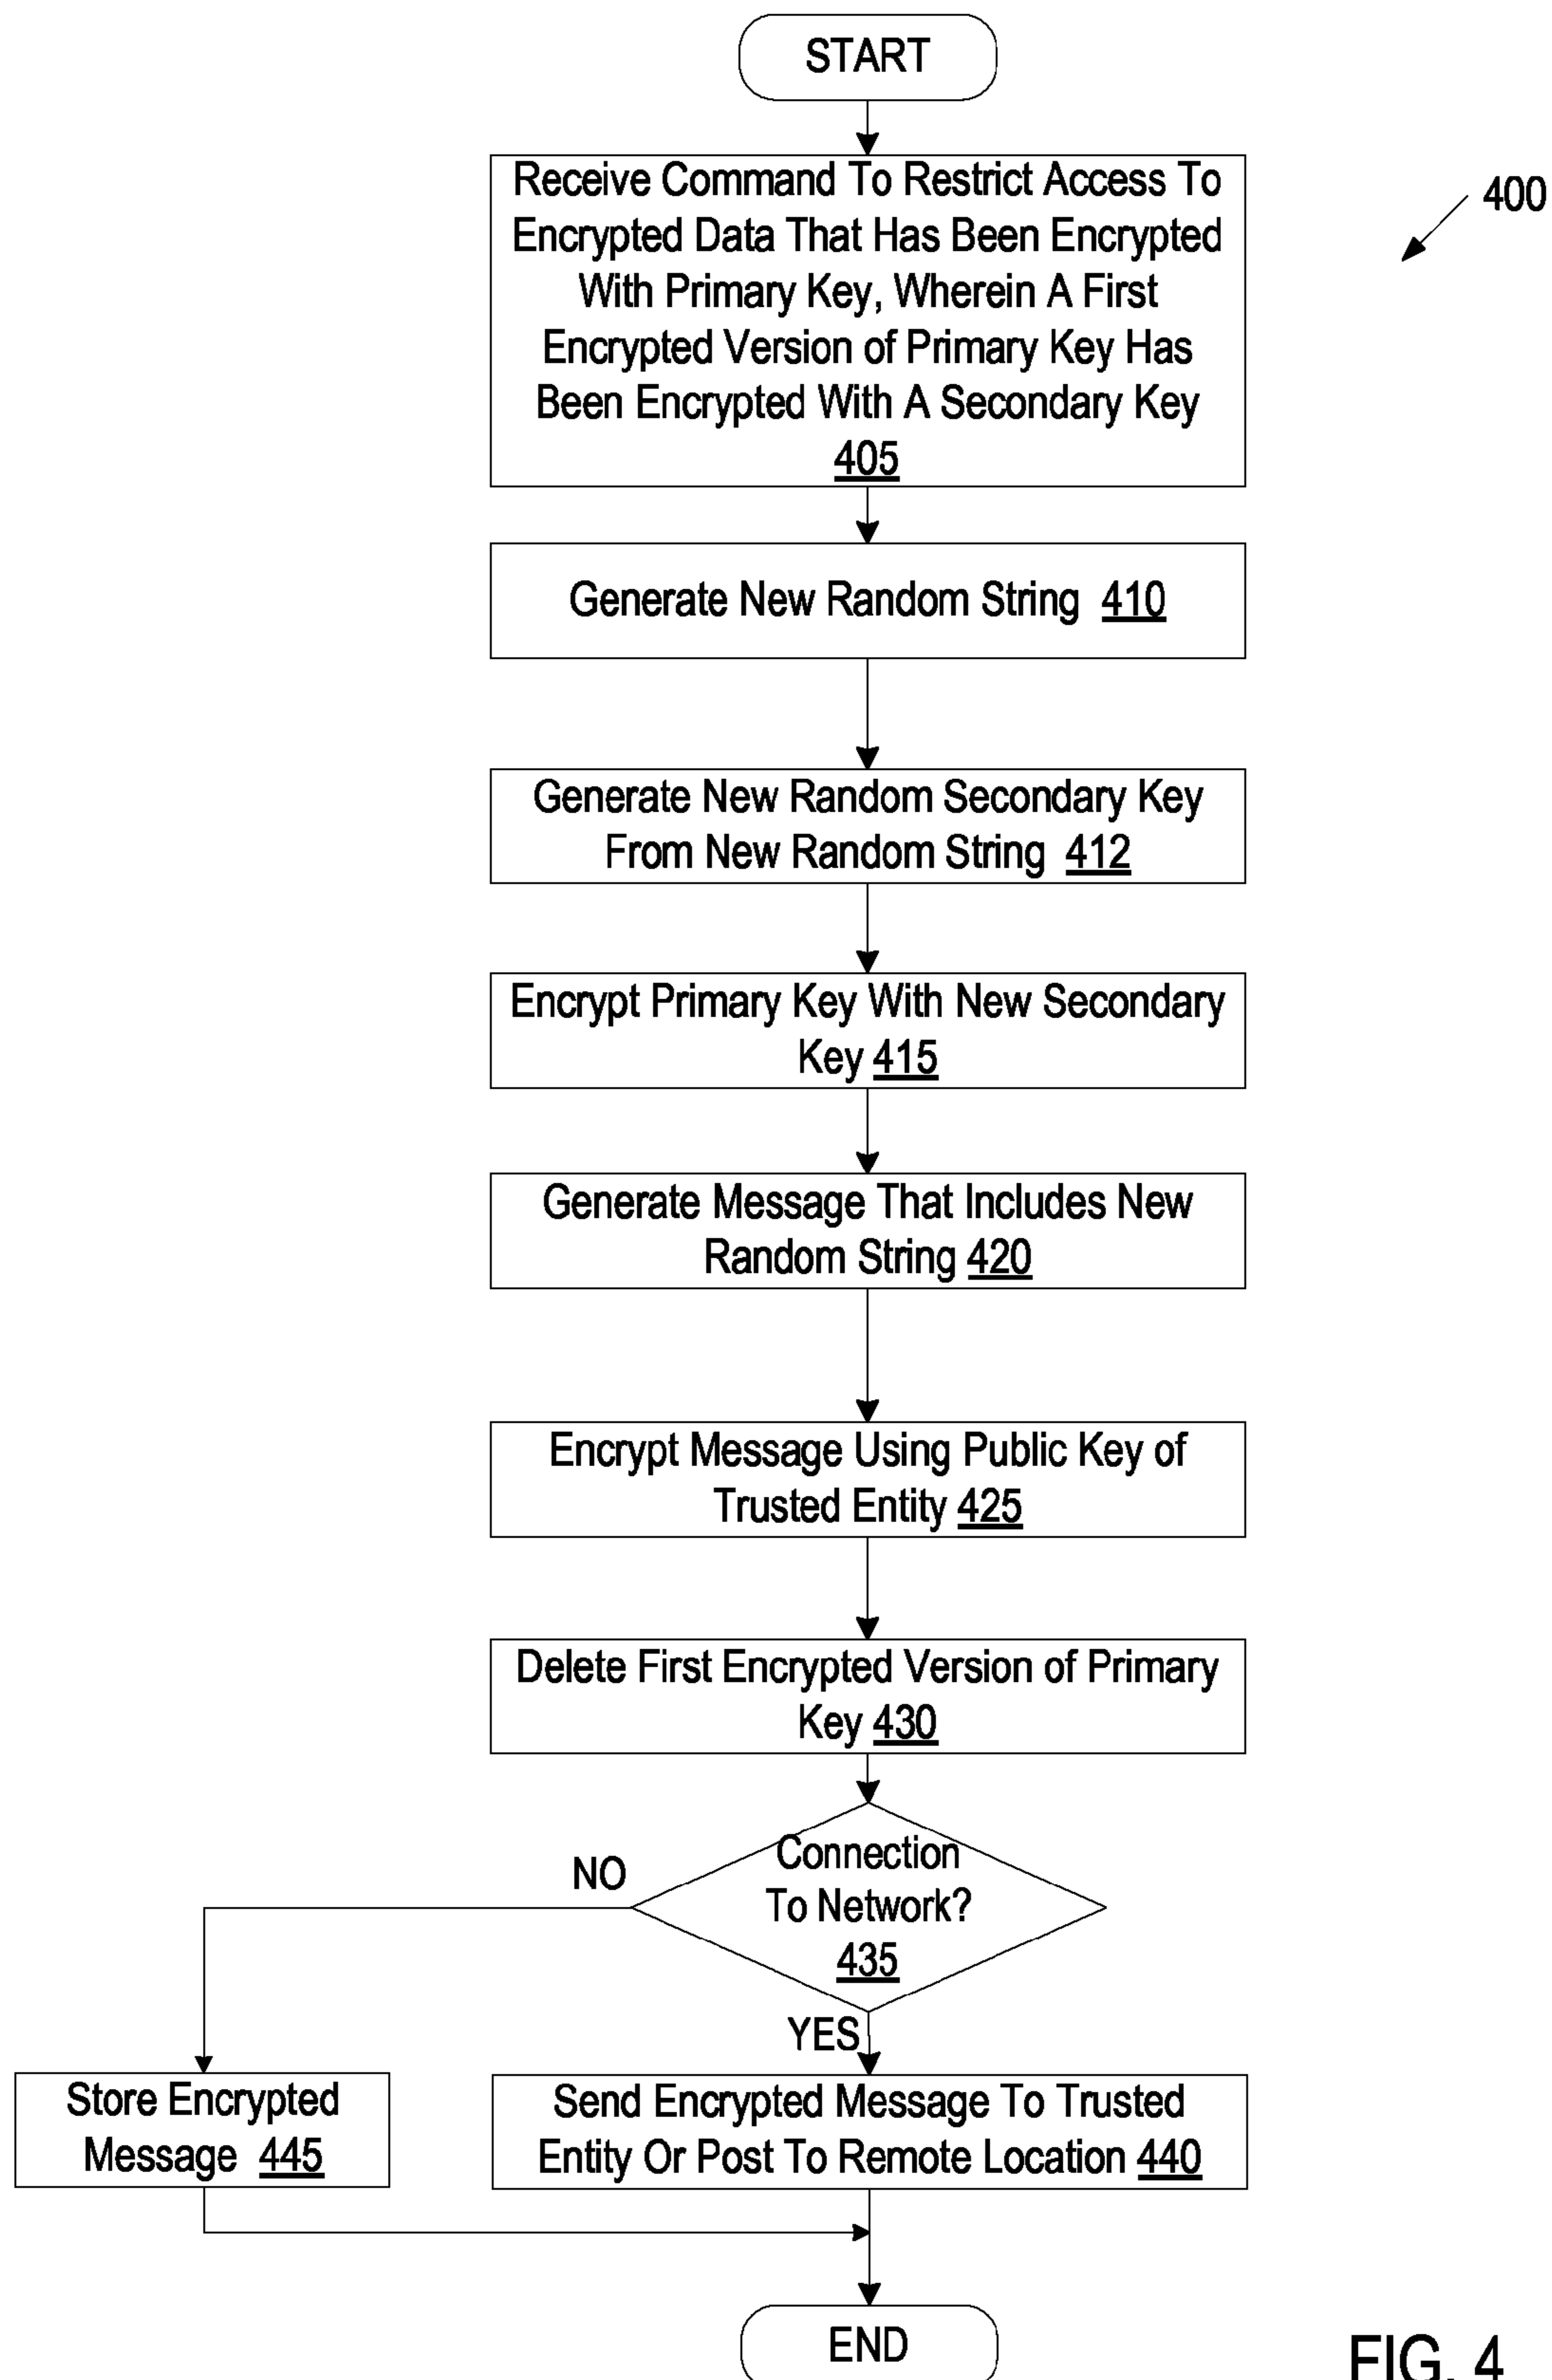 START
Receive Command To Restrict Access To
Encrypted Data That Has Been Encrypted
With Primary Key, Wherein A First
Encrypted Version of Primary Key Has
Been Encrypted With A Secondary Key
405
400
Generate New Random String 410
Generate New Random Secondary Key
From New Random String 412
Encrypt Primary Key With New Secondary
Key 415
Generate Message That Includes New
Random String 420
Encrypt Message Using Public Key of
Trusted Entity 425
Delete First Encrypted Version of Primary
Key 430
Connection
To Network?
435
NO
YES
Store Encrypted
Message 445
Send Encrypted Message To Trusted
Entity Or Post To Remote Location 440
END
FIG. 4